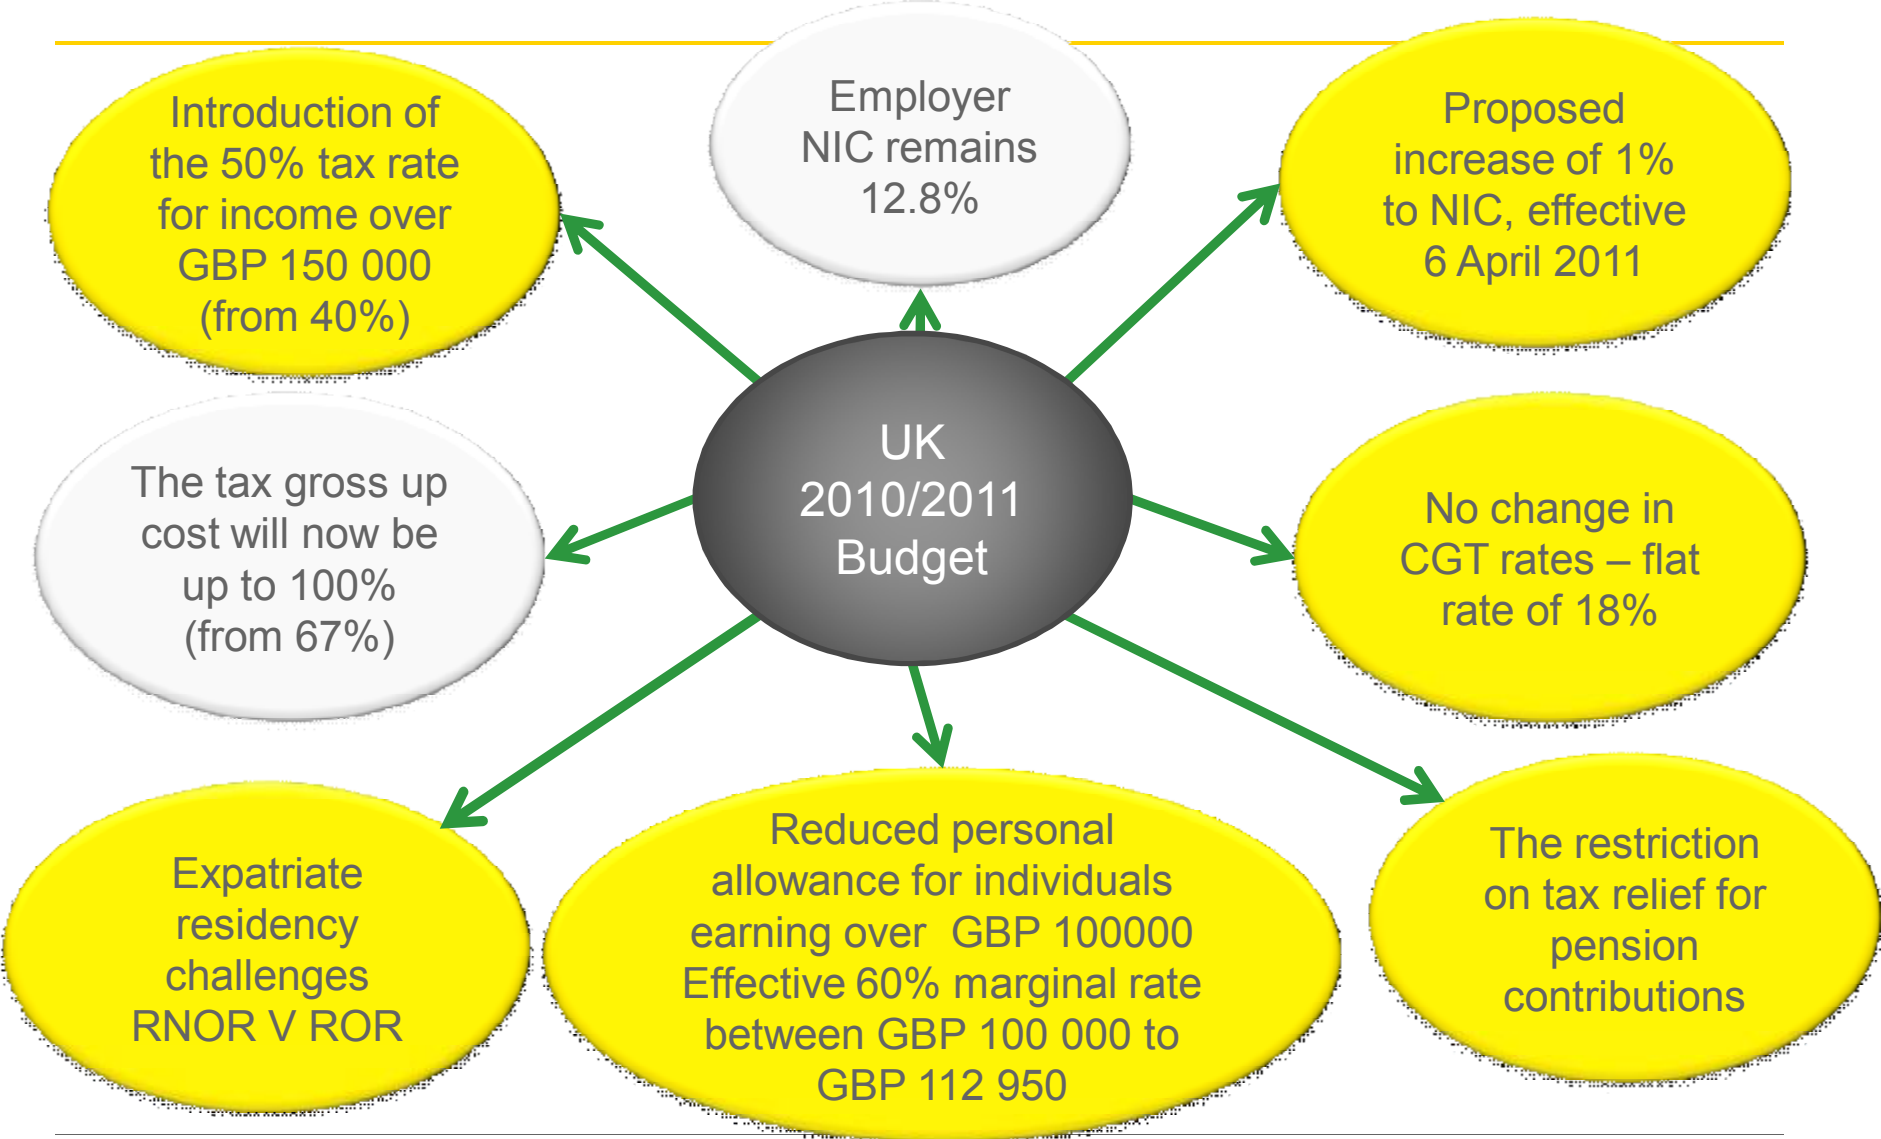 Introduction of
the 50% tax rate
for income over
GBP 150 000
(from 40%)
Employer
NIC remains
12.8%
Proposed
increase of 1%
to NIC, effective
6 April 2011
The tax gross up
cost will now be
up to 100%
(from 67%)
UK
2010/2011
Budget
No change in
CGT rates – flat
rate of 18%
Expatriate
residency
challenges
RNOR V ROR
Reduced personal
allowance for individuals
earning over  GBP 100000
Effective 60% marginal rate
between GBP 100 000 to
GBP 112 950
The restriction
on tax relief for
pension
contributions